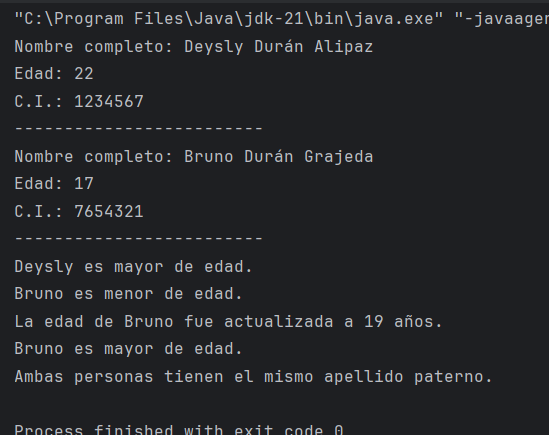 "C:\Program Files\Java\jdk-21\bin\java.exe" "-javaagen
Nombre completo: Deysly Durán Alipaz
Edad: 22
C.I.: 1234567
-------------------------
Nombre completo: Bruno Durán Grajeda
Edad: 17
C.I.: 7654321
-------------------------
Deysly es mayor de edad.
Bruno es menor de edad.
La edad de Bruno fue actualizada a 19 años.
Bruno es mayor de edad.
Ambas personas tienen el mismo apellido paterno.
Process finished with exit code 0